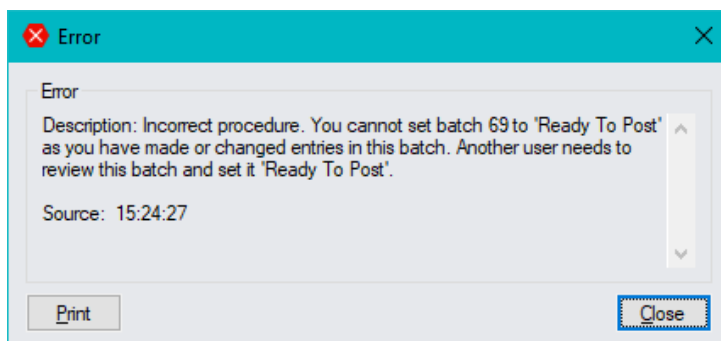 Error
Error
Description: Incorrect procedure. You cannot set batch 69 to 'Ready To Post'
as you have made or changed entries in this batch. Another user needs to
review this batch and set it 'Ready To Post'.
Source: 15:24:27
Print
Close